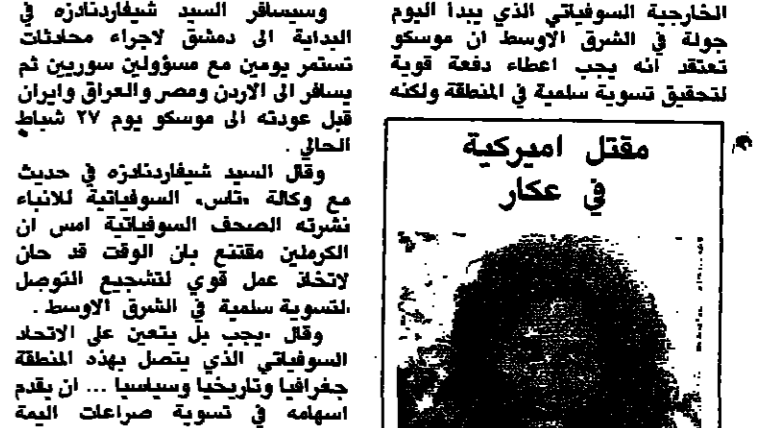 الخارجية السوفياتي الذي يبدأ اليوم
جولة في الشرق الاوسط ان موسكو
تعتقد انه يجب اعطاء دفعة قوية
لتحقيق تسوية سلمية في المنطقة ولكنه
مقتل اميركية
في عكار
وسيسافر السيد شيفاردنادزه في
البداية الى دمشق لاجراء محادثات
تستمر يومين مع مسؤولين سوريين ثم
يسافر الى الاردن ومصر والعراق وايران
قبل عودته الى موسكو يوم ٢٧ شباط
الحالي .
وقال السيد شيفاردنادزه في حديث
مع وكالة «تاس» السوفياتية للانباء
نشرته الصحف السوفياتية امس ان
الكرملين مقتنع بان الوقت قد حان
لاتخاذ عمل قوي لتشجيع التوصل
لتسوية سلمية في الشرق الاوسط .
وقال «يجب بل يتعين على الاتحاد
السوفياتي الذي يتصل بهذه المنطقة
جغرافيا وتاريخيا وسياسيا ... ان يقدم
اسهامه في تسوية صراعات اليمة